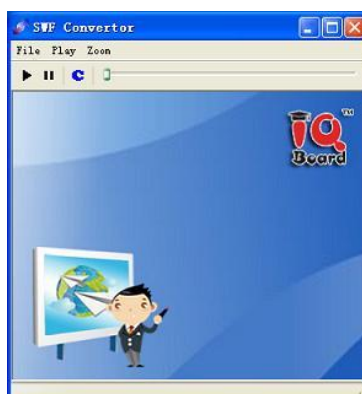 SWF Convertor
File Play Zoom
IQ
TM
Board